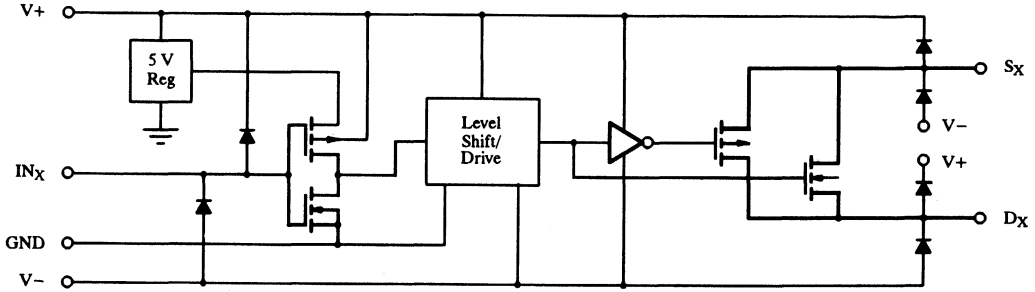 V+
5 V
Reg
S_X
Level
Shift/
Drive
V−
V+
IN_X
D_X
GND
V−